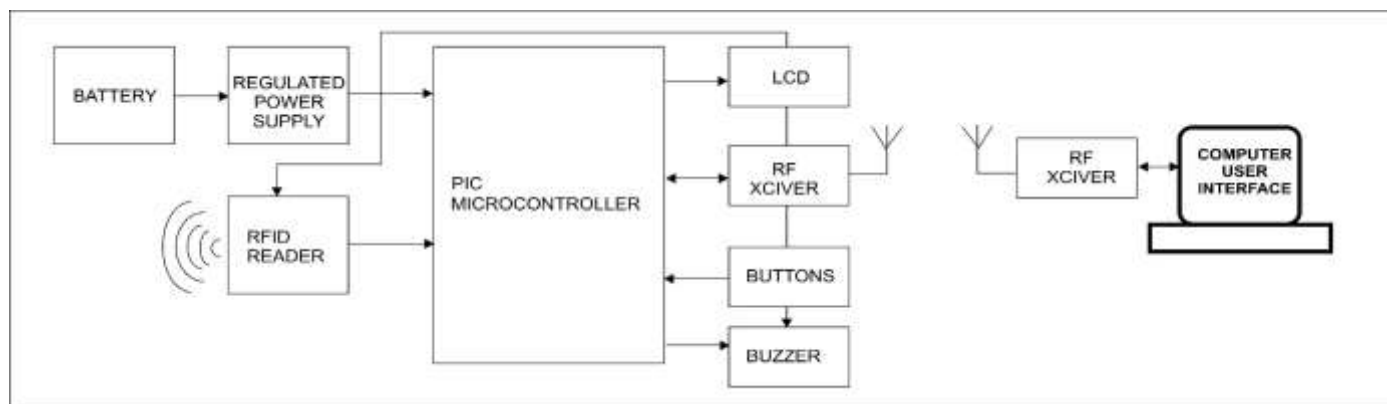 BATTERY
REGULATED
POWER
SUPPLY
RFID
READER
PIC
MICROCONTROLLER
LCD
RF
XCIVER
BUTTONS
BUZZER
RF
XCIVER
COMPUTER
USER
INTERFACE